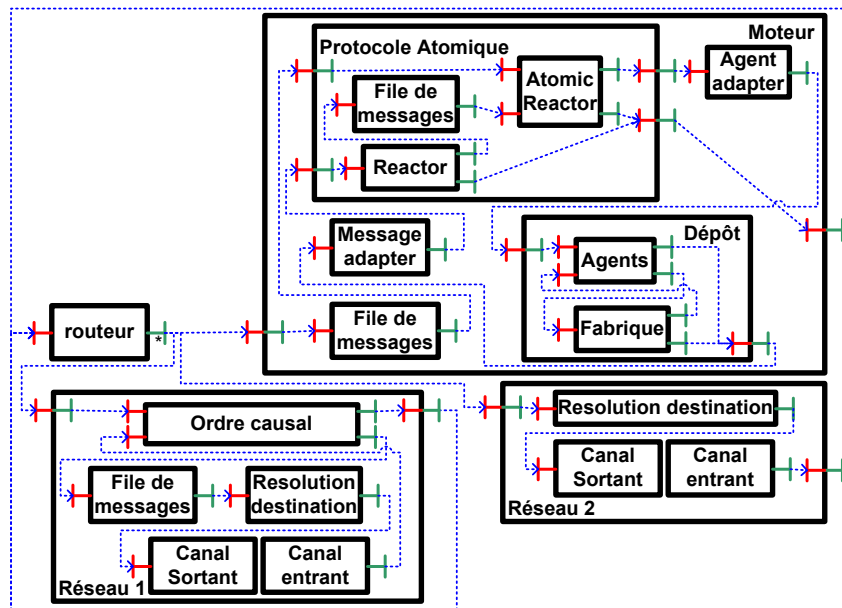 Moteur
Protocole Atomique
Agent
adapter
Atomic
Reactor
File de
messages
Reactor
Message
adapter
Dépôt
Agents
Fabrique
routeur
*
File de
messages
Ordre causal
Resolution destination
File de
messages
Resolution
destination
Canal
Sortant
Canal
entrant
Réseau 2
Canal
Sortant
Canal
entrant
Réseau 1